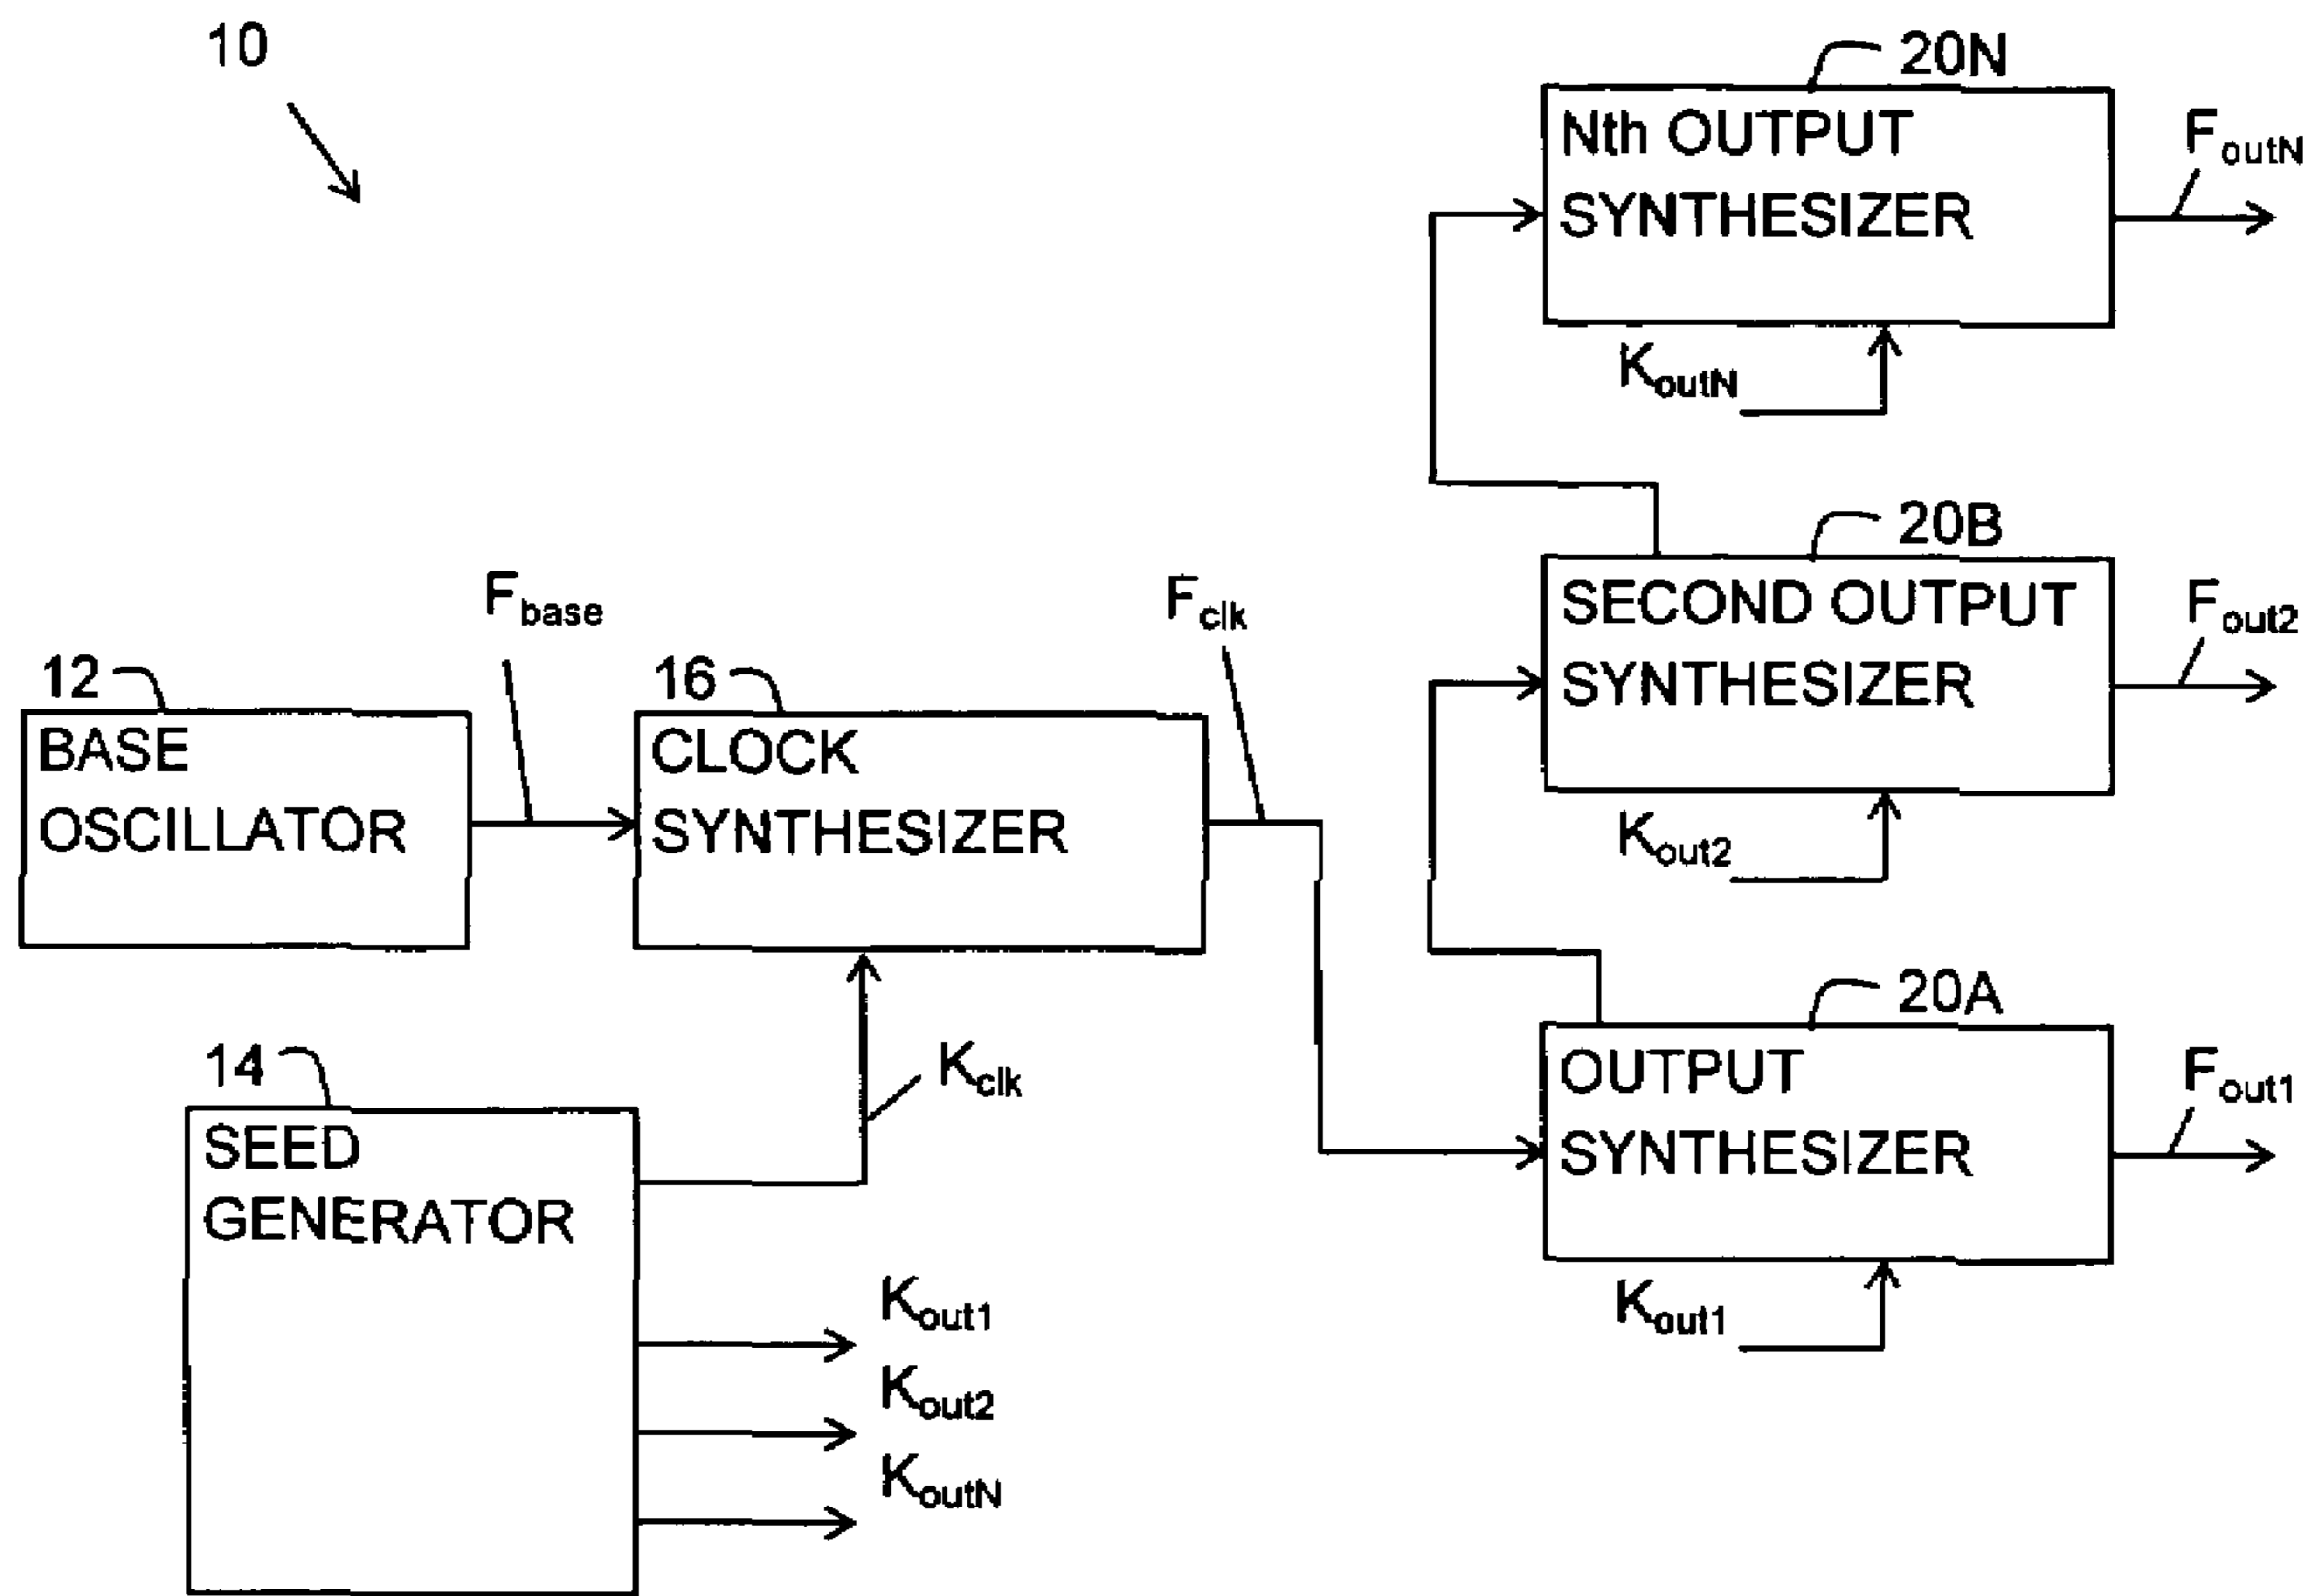 10
20N
Nth OUTPUT
SYNTHESIZER
FoutN
KoutN
20B
SECOND OUTPUT
SYNTHESIZER
Fout2
Kout2
Fbase
Fclk
12
BASE
OSCILLATOR
16
CLOCK
SYNTHESIZER
20A
OUTPUT
SYNTHESIZER
Fout1
Kout1
14
SEED
GENERATOR
Kclk
Kout1
Kout2
KoutN